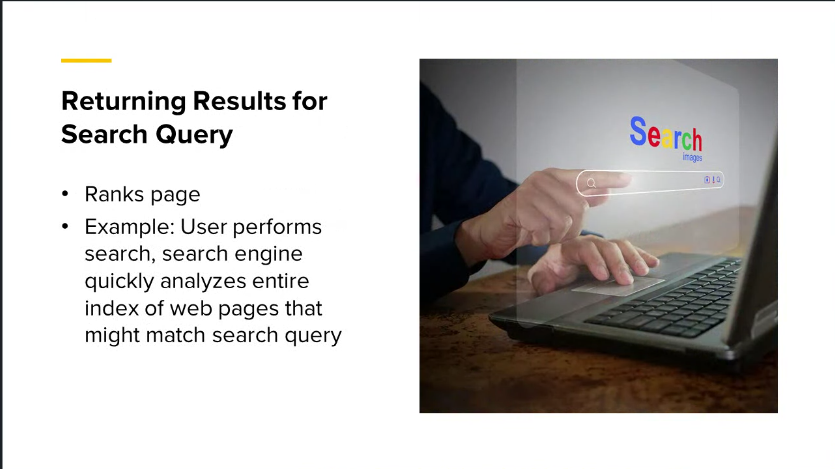 Returning Results for
Search Query
• Ranks page
• Example: User performs
search, search engine
quickly analyzes entire
index of web pages that
might match search query
Search
images